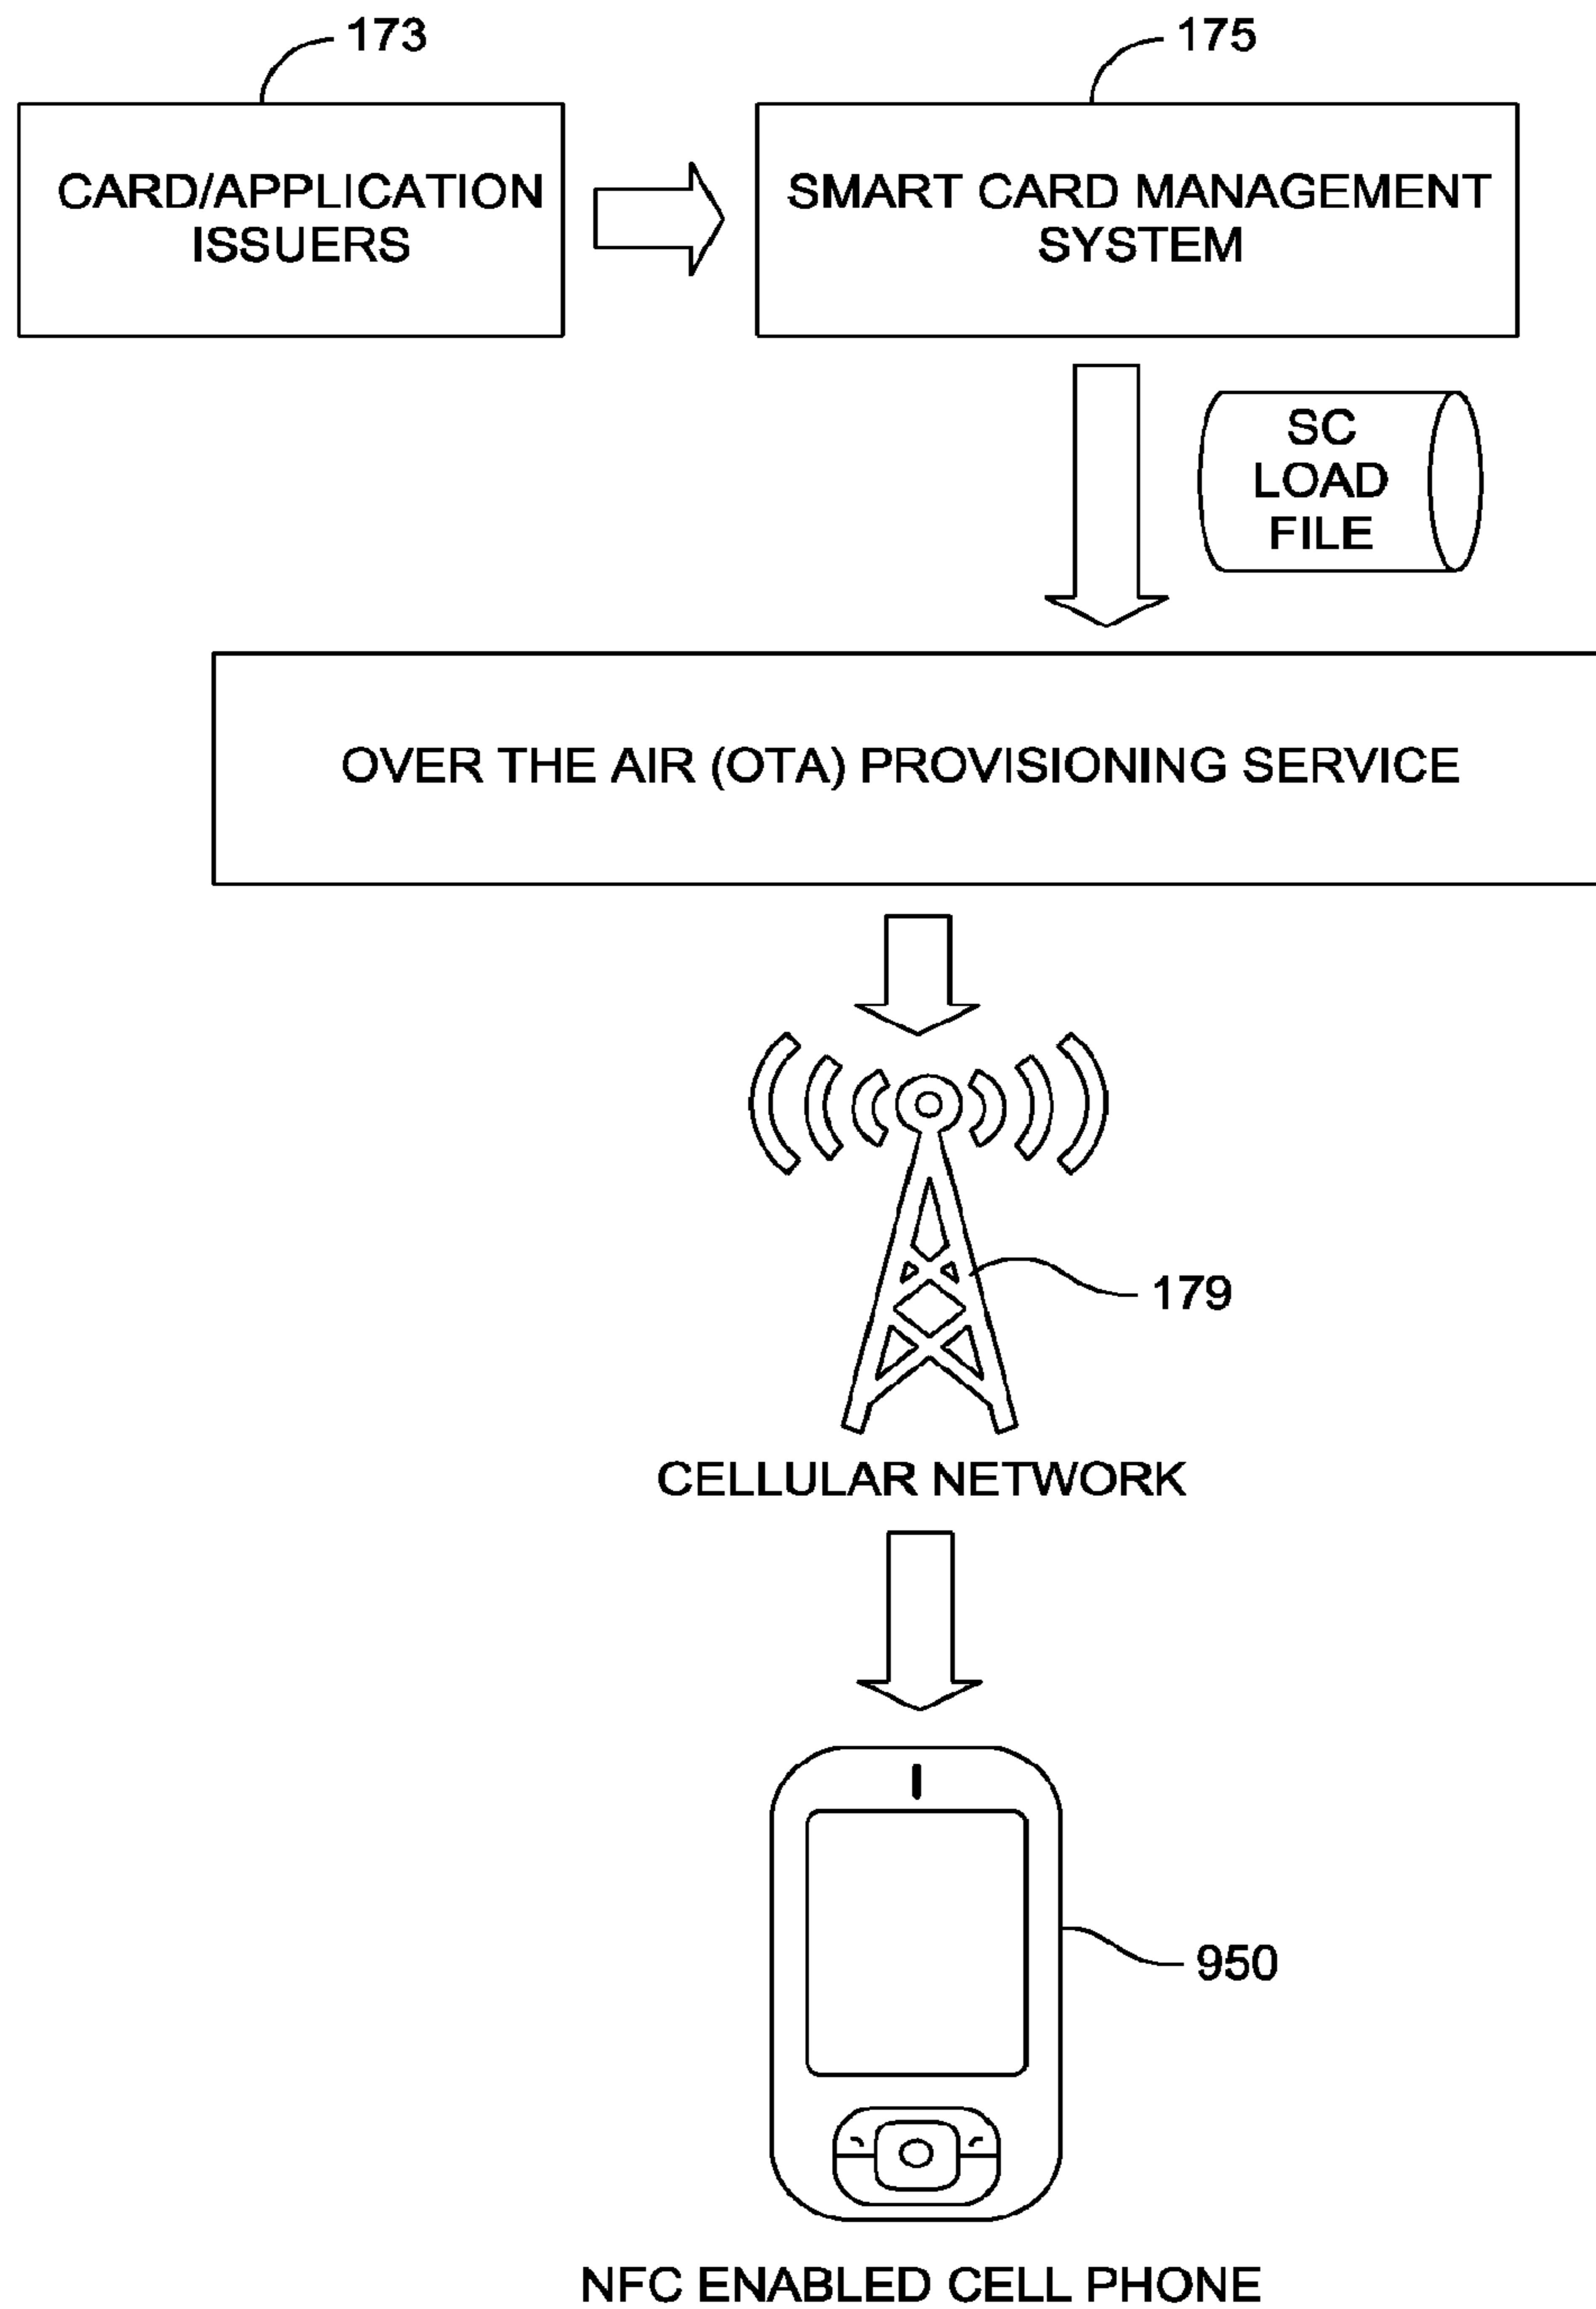 173
175
CARD/APPLICATION
ISSUERS
SMART CARD MANAGEMENT
SYSTEM
SC
LOAD
FILE
OVER THE AIR (OTA) PROVISIONING SERVICE
179
CELLULAR NETWORK
950
NFC ENABLED CELL PHONE